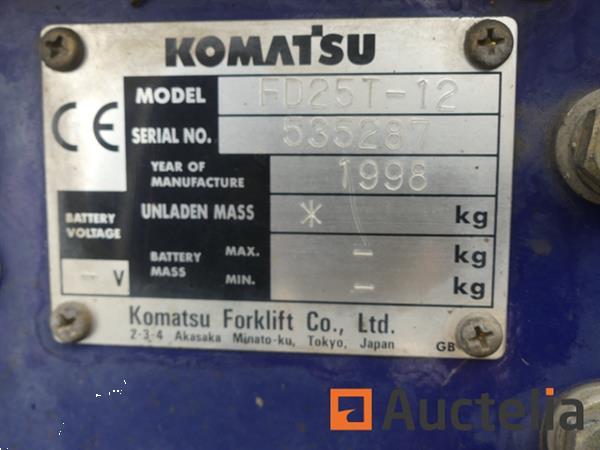 KOMATSU
CE
MODEL FD25T-12
SERIAL NO. 535287
YEAR OF
MANUFACTURE 1998
BATTERY
VOLTAGE
- V
UNLADEN MASS * kg
BATTERY
MASS
MAX. - kg
MIN. - kg
Komatsu Forklift Co., Ltd.
2-3-4 Akasaka Minato-ku, Tokyo, Japan
GB
Auctelia